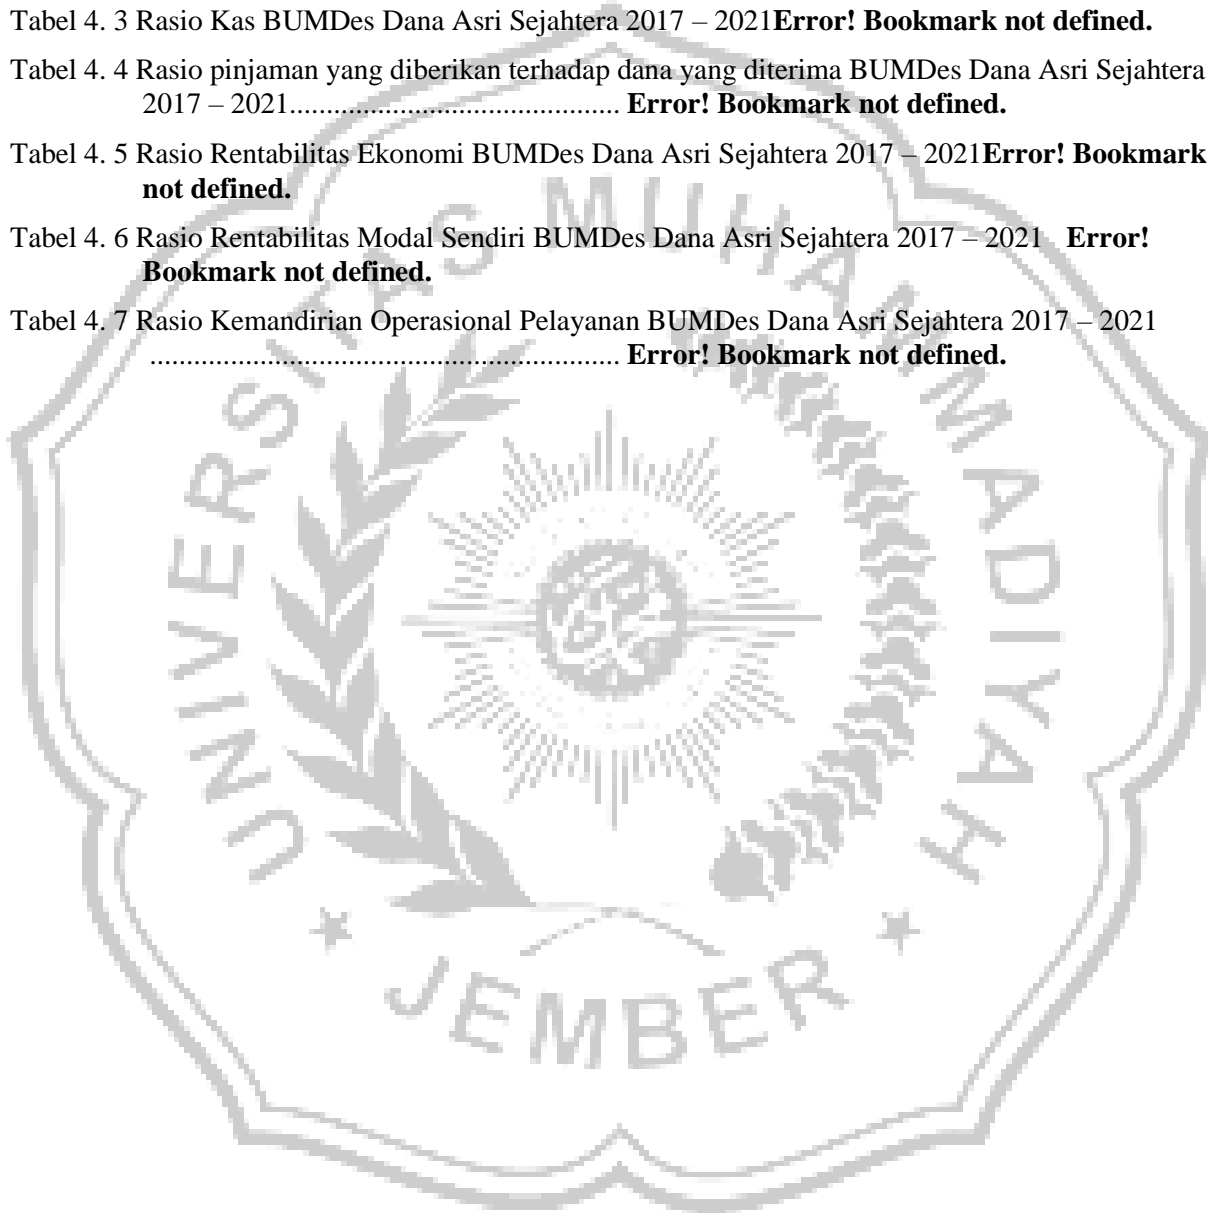 Tabel 4. 3 Rasio Kas BUMDes Dana Asri Sejahtera 2017 – 2021Error! Bookmark not defined.
Tabel 4. 4 Rasio pinjaman yang diberikan terhadap dana yang diterima BUMDes Dana Asri Sejahtera
2017 – 2021............................................. Error! Bookmark not defined.
Tabel 4. 5 Rasio Rentabilitas Ekonomi BUMDes Dana Asri Sejahtera 2017 – 2021Error! Bookmark
not defined.
Tabel 4. 6 Rasio Rentabilitas Modal Sendiri BUMDes Dana Asri Sejahtera 2017 – 2021 Error!
Bookmark not defined.
Tabel 4. 7 Rasio Kemandirian Operasional Pelayanan BUMDes Dana Asri Sejahtera 2017 – 2021
................................................................ Error! Bookmark not defined.
UNIVERSITAS MUHAMMADIYAH
JEMBER